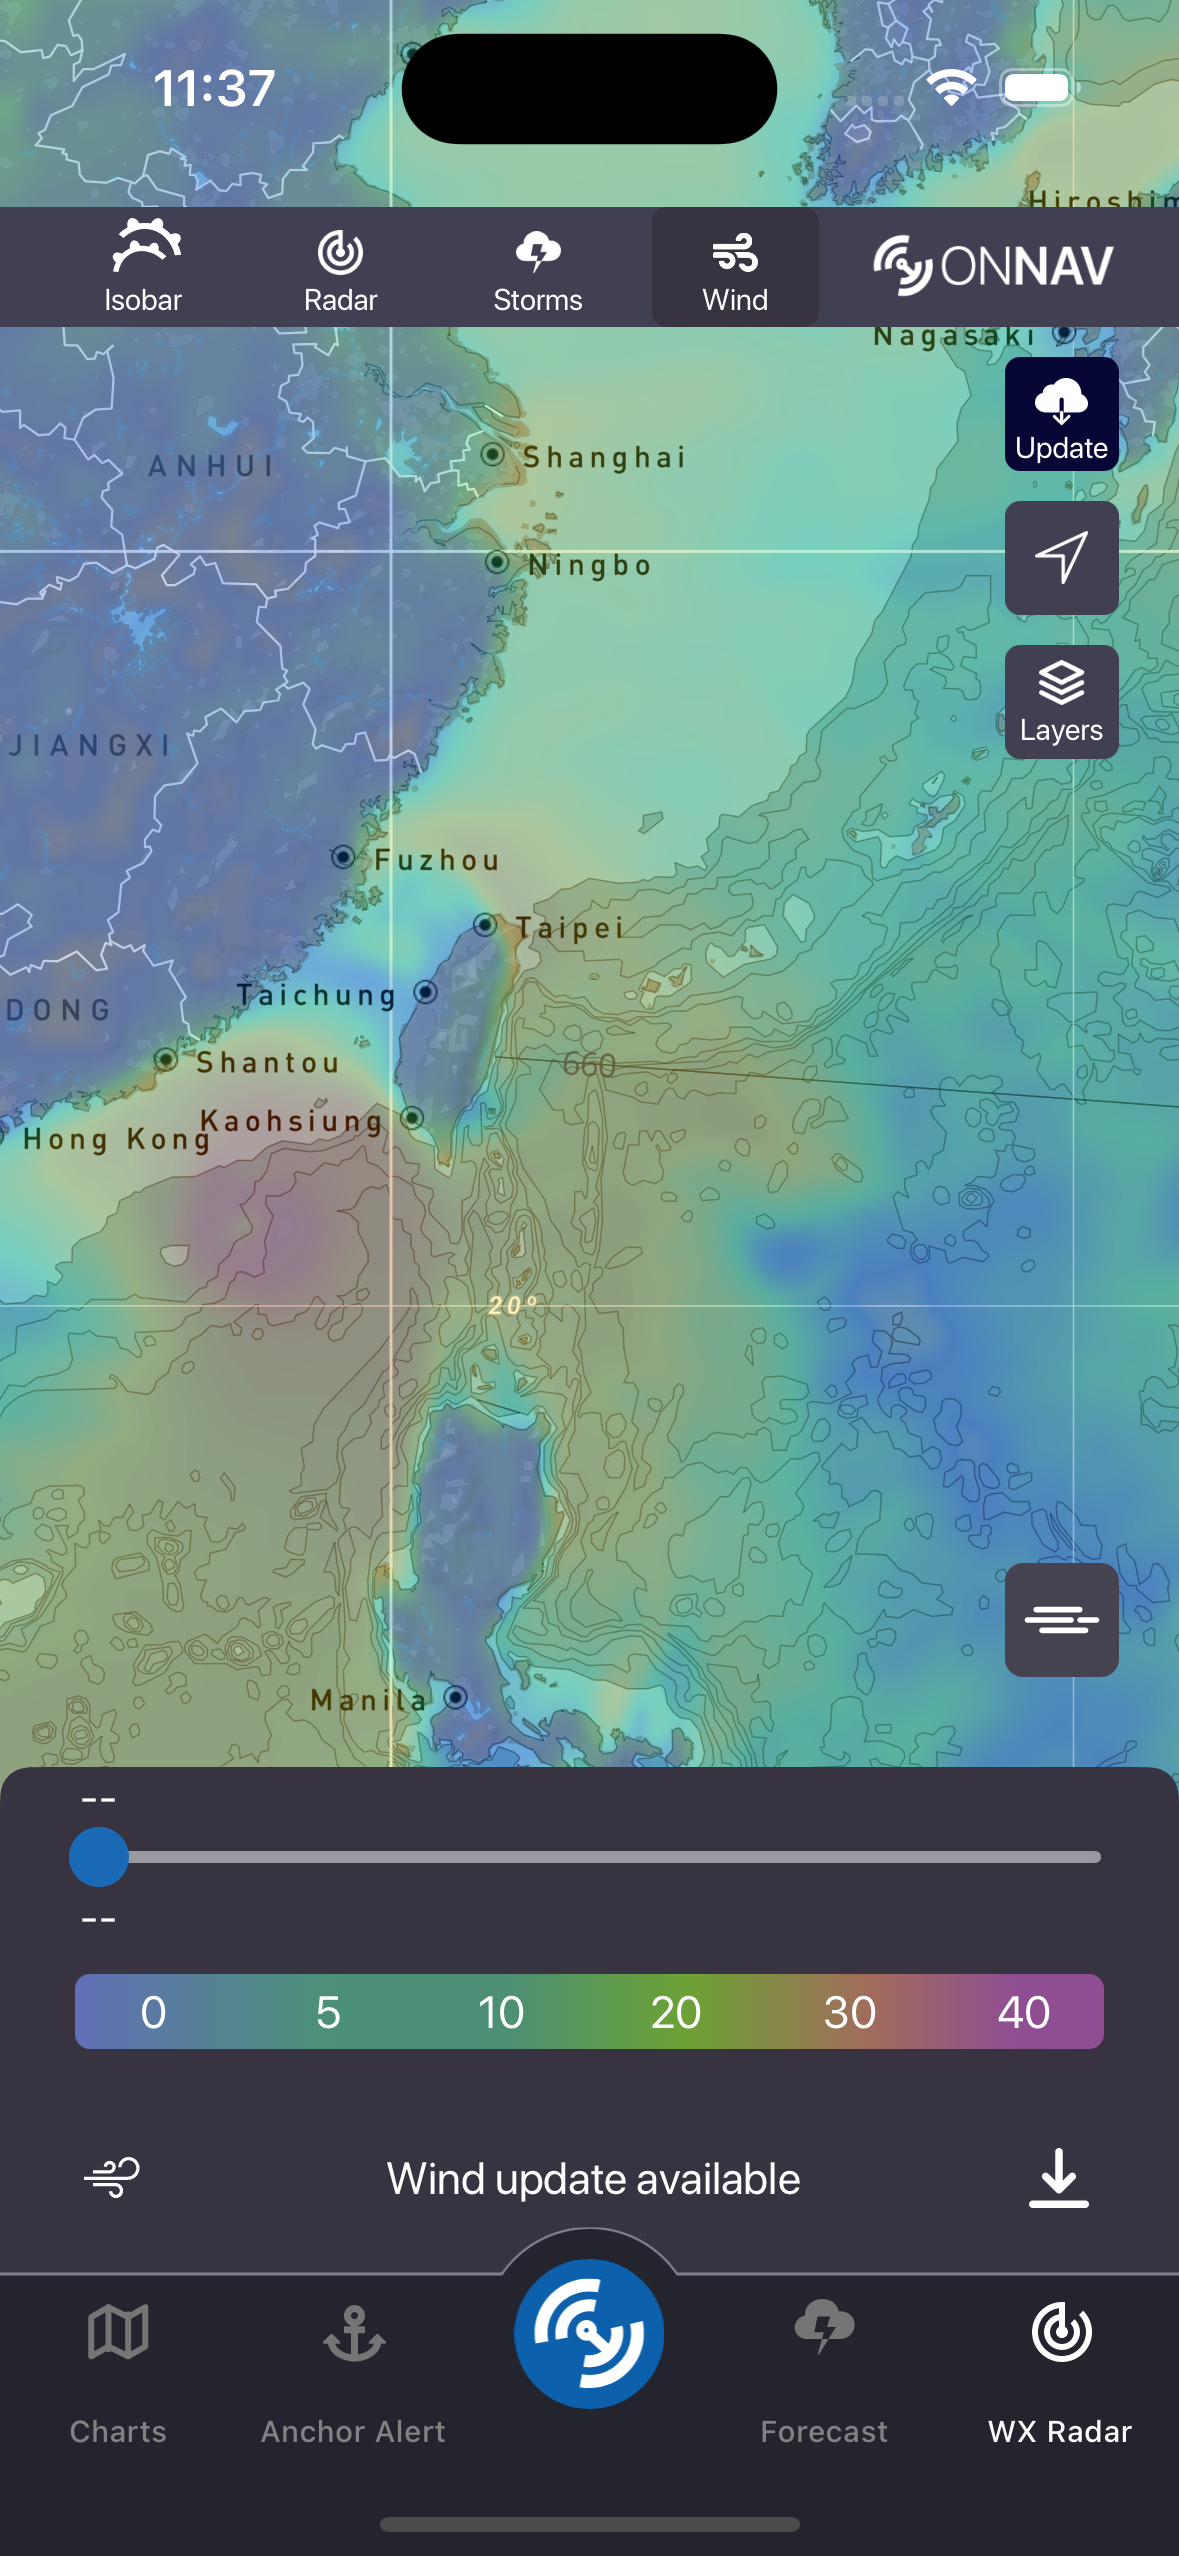 11:37
Hiroshim
Isobar
Radar
Storms
Wind
ONNAV
Nagasaki
Update
ANHUI
Shanghai
Ningbo
Layers
JIANGXI
Fuzhou
Taipei
Taichung
DONG
Shantou
660
Kaohsiung
Hong Kong
20°
Manila
--
--
0 5 10 20 30 40
Wind update available
Charts
Anchor Alert
Forecast
WX Radar